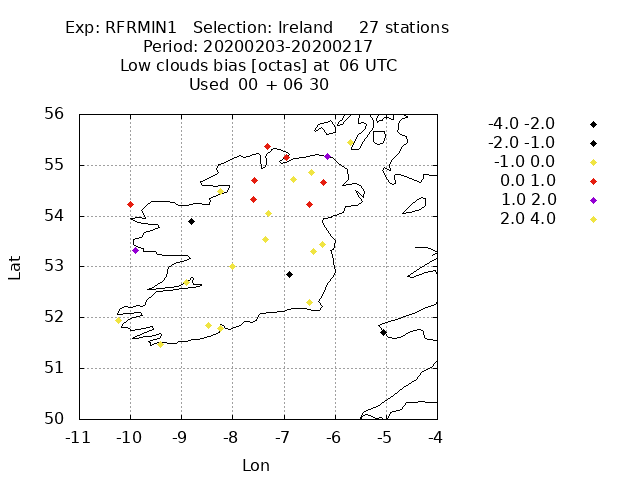 Exp: RFRMIN1   Selection: Ireland     27 stations
Period: 20200203-20200217
Low clouds bias [octas] at  06 UTC
Used  00 + 06 30
-4.0 -2.0
-2.0 -1.0
-1.0 0.0
0.0 1.0
1.0 2.0
2.0 4.0
56
55
54
53
52
51
50
Lat
-11 -10 -9 -8 -7 -6 -5 -4
Lon